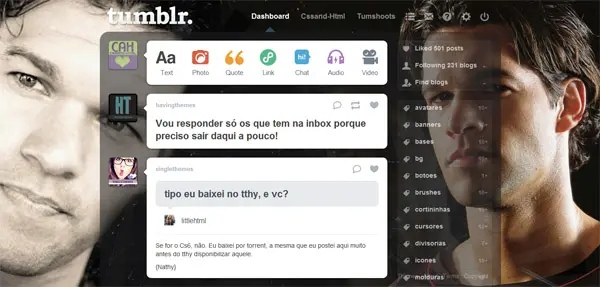 tumblr.
Dashboard
Cssand-Html
Tumshoots
CAH
Aa
Text
Photo
Quote
Link
hi!
Chat
Audio
Video
Liked 501 posts
Following 231 blogs
Find blogs
HT
havingthemes
Vou responder só os que tem na inbox porque
preciso sair daqui a pouco!
singlethemes
tipo eu baixei no tthy, e vc?
littlehtml
Se for o Cs6, não. Eu baixei por torrent, a mesma que eu postei aqui muito
antes do tthy disponibilizar aquele.
(Nathy)
avatares
banners
bases
bg
botoes
brushes
cortininhas
cursores
divisorias
icones
molduras